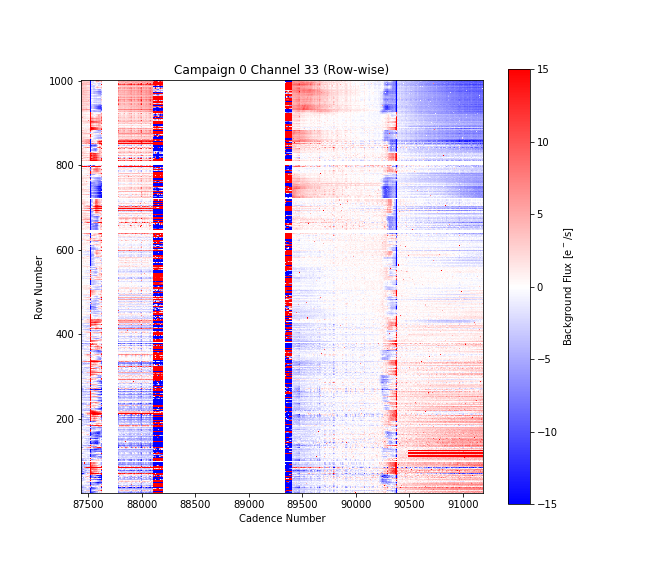 Campaign 0 Channel 33 (Row-wise)
1000
800
600
400
200
Row Number
87500 88000 88500 89000 89500 90000 90500 91000
Cadence Number
15
10
5
0
−5
−10
−15
Background Flux [e⁻/s]